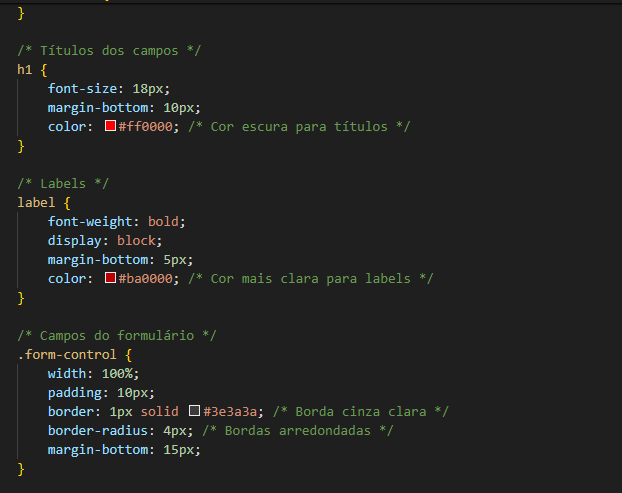 }
/* Títulos dos campos */
h1 {
    font-size: 18px;
    margin-bottom: 10px;
    color: #ff0000; /* Cor escura para títulos */
}
/* Labels */
label {
    font-weight: bold;
    display: block;
    margin-bottom: 5px;
    color: #ba0000; /* Cor mais clara para labels */
}
/* Campos do formulário */
.form-control {
    width: 100%;
    padding: 10px;
    border: 1px solid #3e3a3a; /* Borda cinza clara */
    border-radius: 4px; /* Bordas arredondadas */
    margin-bottom: 15px;
}